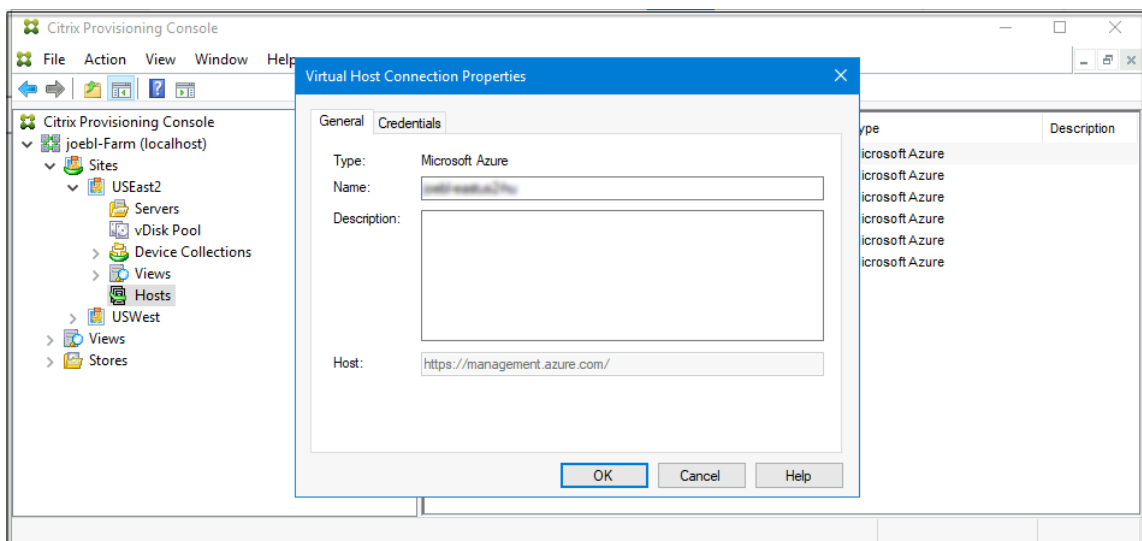 Citrix Provisioning Console
File Action View Window Help
Citrix Provisioning Console
joebl-Farm (localhost)
Sites
USEast2
Servers
vDisk Pool
Device Collections
Views
Hosts
USWest
Views
Stores
Virtual Host Connection Properties
General Credentials
Type: Microsoft Azure
Name:
Description:
Host: https://management.azure.com/
OK Cancel Help
ype Description
icrosoft Azure
icrosoft Azure
icrosoft Azure
icrosoft Azure
icrosoft Azure
icrosoft Azure